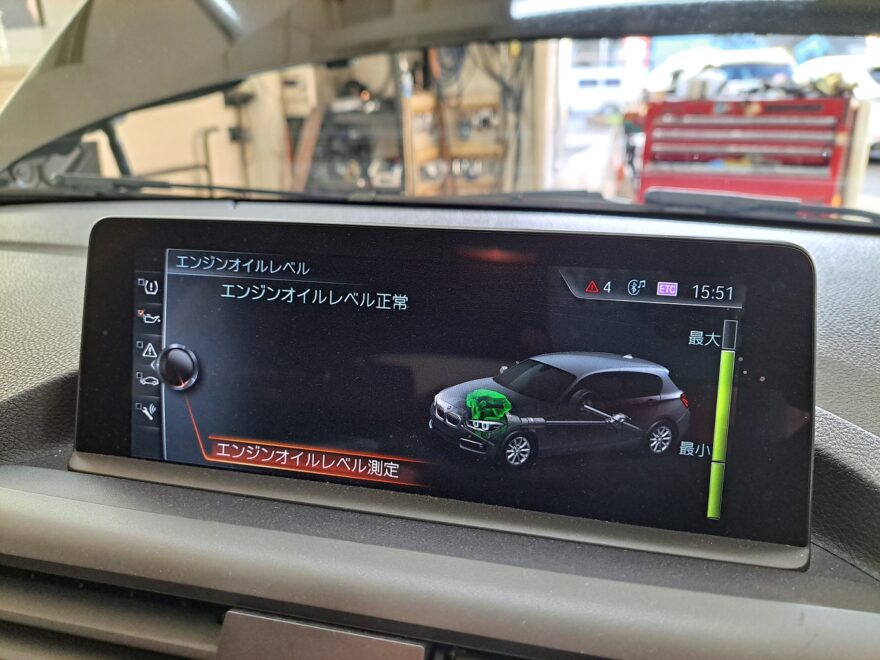 エンジンオイルレベル
エンジンオイルレベル正常
4 ETC 15:51
最大
最小
エンジンオイルレベル測定